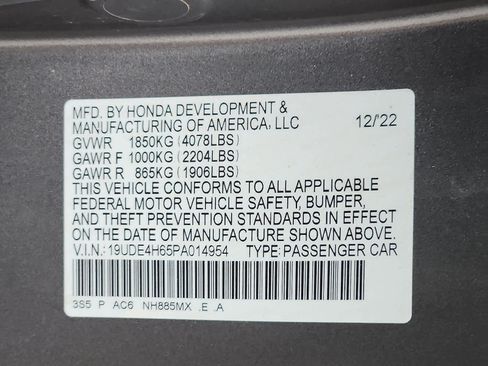 MFD. BY HONDA DEVELOPMENT &
MANUFACTURING OF AMERICA, LLC 12/'22
GVWR 1850KG (4078LBS)
GAWR F 1000KG (2204LBS)
GAWR R 865KG (1906LBS)
THIS VEHICLE CONFORMS TO ALL APPLICABLE
FEDERAL MOTOR VEHICLE SAFETY, BUMPER,
AND THEFT PREVENTION STANDARDS IN EFFECT
ON THE DATE OF MANUFACTURE SHOWN ABOVE.
V.I.N.: 19UDE4H65PA014954 TYPE: PASSENGER CAR
3S5 P AC6 NH885MX .E .A